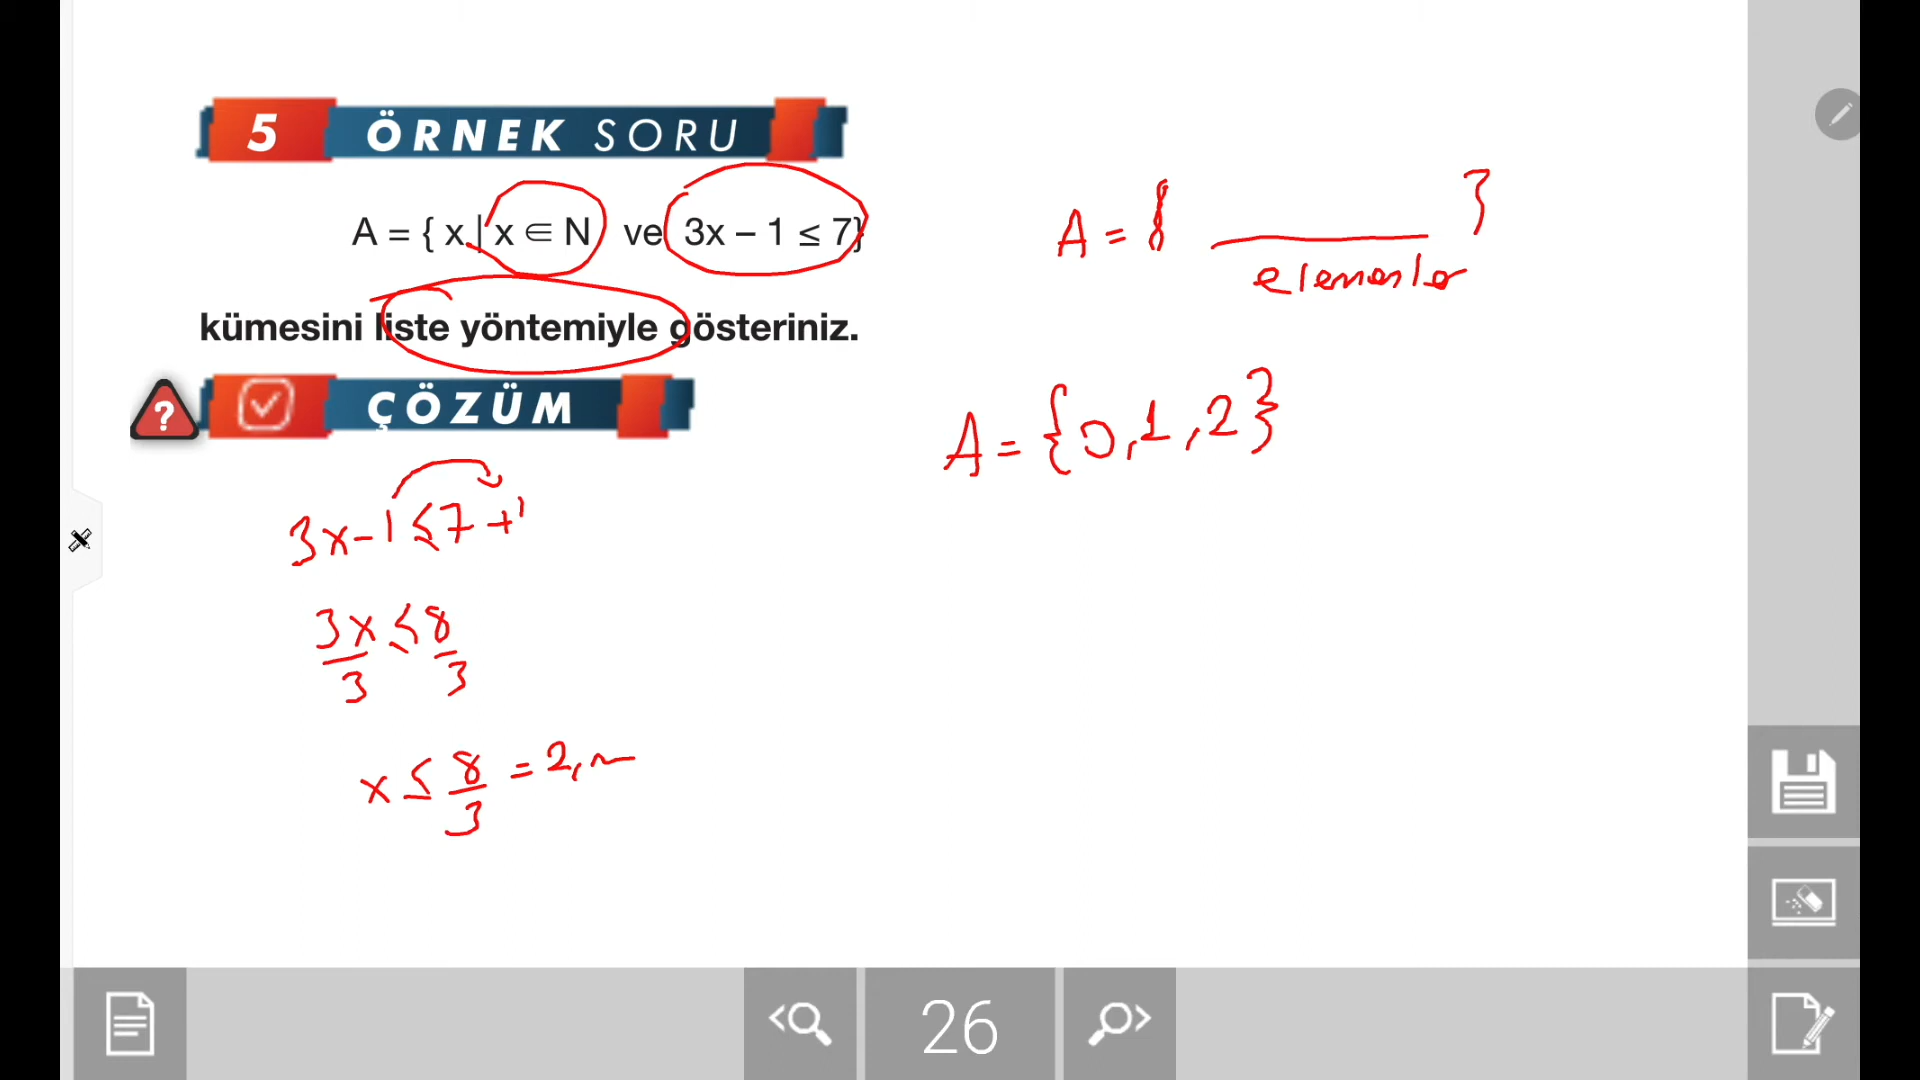 5 ÖRNEK SORU
A = { x | x ∈ N ve 3x – 1 ≤ 7}
kümesini liste yöntemiyle gösteriniz.
? ÇÖZÜM
3x-1≤7+1
3x≤8
3 3
x≤8/3=2,
A={ }
elemanlar
A={0,1,2}
26